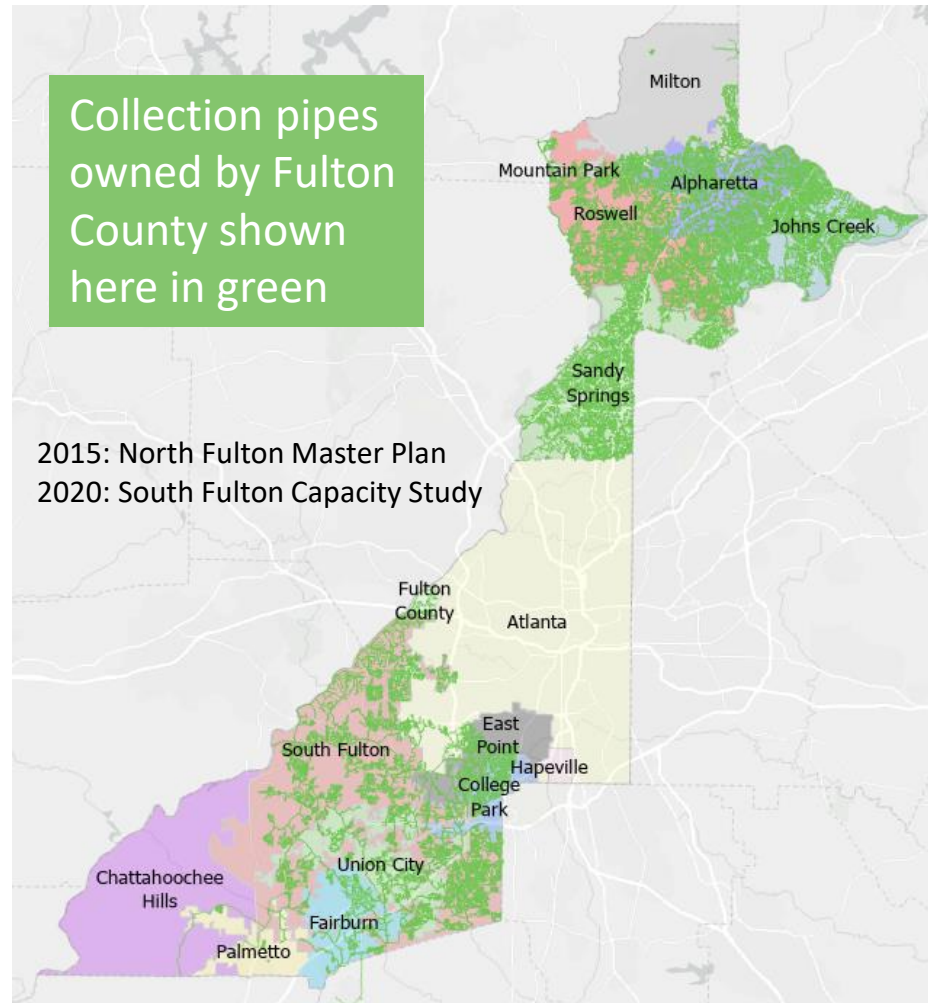 Collection pipes
owned by Fulton
County shown
here in green
Milton
Mountain Park
Alpharetta
Roswell
Johns Creek
Sandy
Springs
2015: North Fulton Master Plan
2020: South Fulton Capacity Study
Fulton
County
Atlanta
East
Point
South Fulton
Hapeville
College
Park
Union City
Chattahoochee
Hills
Fairburn
Palmetto